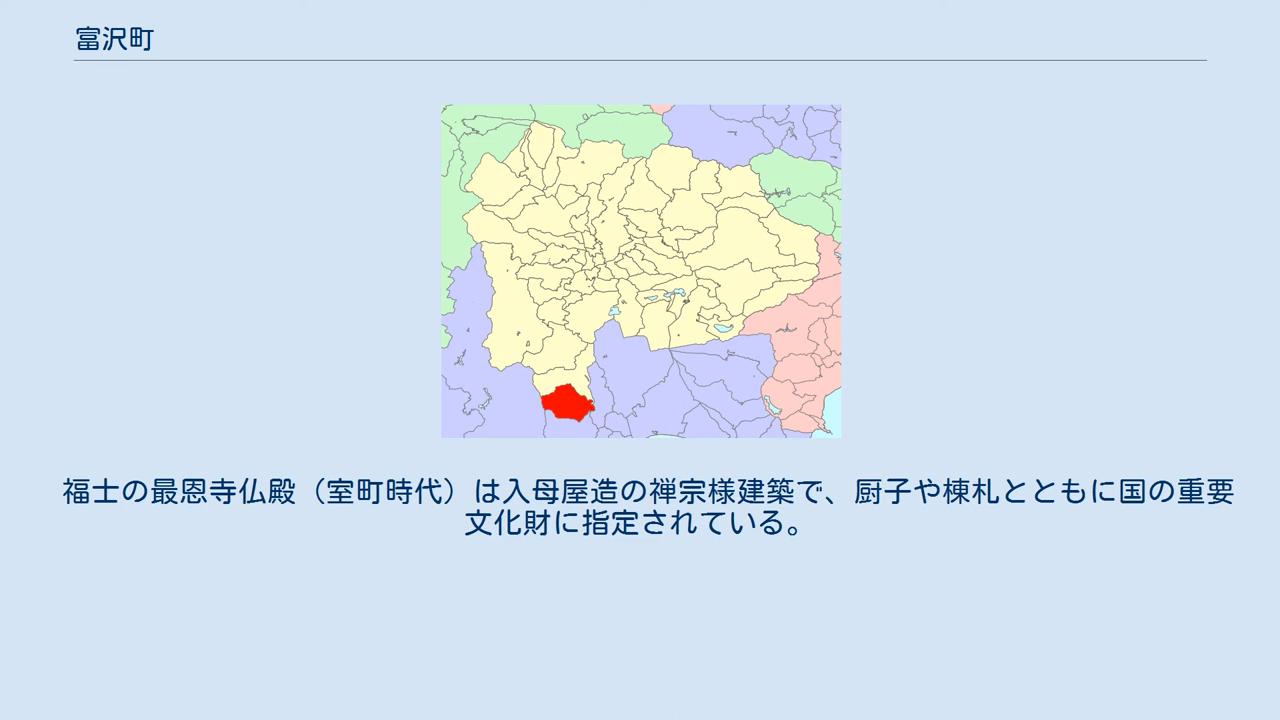 富沢町
福士の最恩寺仏殿（室町時代）は入母屋造の禅宗様建築で、厨子や棟札とともに国の重要
文化財に指定されている。